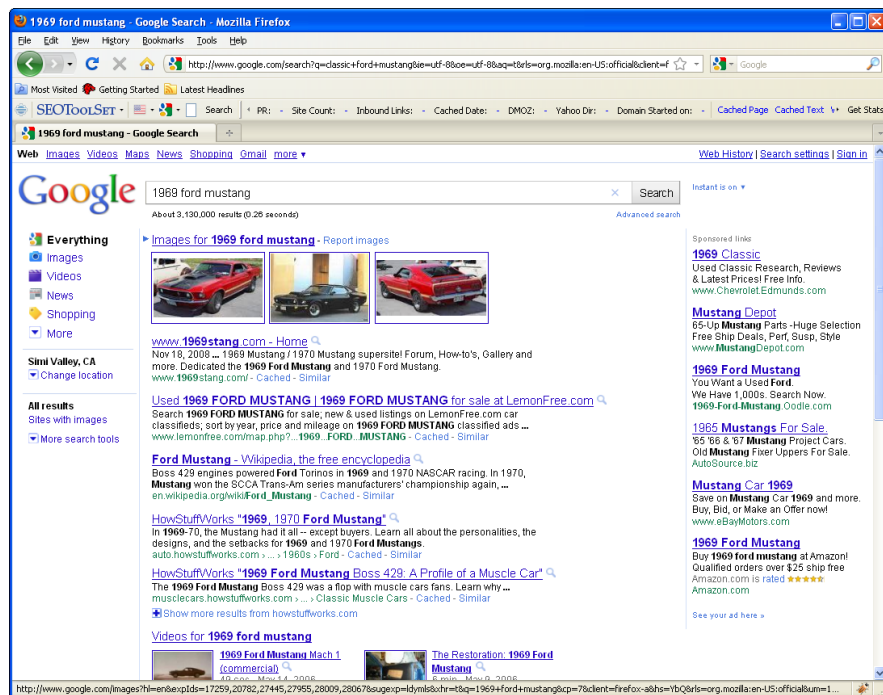 1969 ford mustang - Google Search - Mozilla Firefox
File Edit View History Bookmarks Tools Help
http://www.google.com/search?q=classic+ford+mustang&ie=utf-8&oe=utf-8&aq=t&rls=org.mozilla:en-US:official&client=f Google
Most Visited Getting Started Latest Headlines
SEOTOOLSET Search PR: - Site Count: - Inbound Links: - Cached Date: - DMOZ: - Yahoo Dir: - Domain Started on: - Cached Page Cached Text Get Stats
1969 ford mustang - Google Search
Web Images Videos Maps News Shopping Gmail more ▾ Web History | Search settings | Sign in
Google 1969 ford mustang × Search Instant is on ▾
About 3,130,000 results (0.26 seconds) Advanced search
Everything
Images
Videos
News
Shopping
More
Simi Valley, CA
Change location
All results
Sites with images
More search tools
Images for 1969 ford mustang - Report images
www.1969stang.com - Home
Nov 18, 2008 ... 1969 Mustang / 1970 Mustang supersite! Forum, How-to's, Gallery and
more. Dedicated the 1969 Ford Mustang and 1970 Ford Mustang.
www.1969stang.com/ - Cached - Similar
Used 1969 FORD MUSTANG | 1969 FORD MUSTANG for sale at LemonFree.com
Search 1969 FORD MUSTANG for sale; new & used listings on LemonFree.com car
classifieds; sort by year, price and mileage on 1969 FORD MUSTANG classified ads ...
www.lemonfree.com/map.php?...1969...FORD...MUSTANG - Cached - Similar
Ford Mustang - Wikipedia, the free encyclopedia
Boss 429 engines powered Ford Torinos in 1969 and 1970 NASCAR racing. In 1970,
Mustang won the SCCA Trans-Am series manufacturers' championship again, ...
en.wikipedia.org/wiki/Ford_Mustang - Cached - Similar
HowStuffWorks "1969, 1970 Ford Mustang"
In 1969-70, the Mustang had it all -- except buyers. Learn all about the personalities, the
designs, and the setbacks for 1969 and 1970 Ford Mustangs.
auto.howstuffworks.com › ... › 1960s › Ford - Cached - Similar
HowStuffWorks "1969 Ford Mustang Boss 429: A Profile of a Muscle Car"
The 1969 Ford Mustang Boss 429 was a flop with muscle cars fans. Learn why ...
musclecars.howstuffworks.com › ... › Classic Muscle Cars - Cached - Similar
Show more results from howstuffworks.com
Videos for 1969 ford mustang
1969 Ford Mustang Mach 1
(commercial)
The Restoration: 1969 Ford
Mustang
Sponsored links
1969 Classic
Used Classic Research, Reviews
& Latest Prices! Free Info.
www.Chevrolet.Edmunds.com
Mustang Depot
65-Up Mustang Parts -Huge Selection
Free Ship Deals, Perf, Susp, Style
www.MustangDepot.com
1969 Ford Mustang
You Want a Used Ford.
We Have 1,000s. Search Now.
1969-Ford-Mustang.Oodle.com
1965 Mustangs For Sale.
'65 '66 & '67 Mustang Project Cars.
Old Mustang Fixer Uppers For Sale.
AutoSource.biz
Mustang Car 1969
Save on Mustang Car 1969 and more.
Buy, Bid, or Make an Offer now!
www.eBayMotors.com
1969 Ford Mustang
Buy 1969 ford mustang at Amazon!
Qualified orders over $25 ship free
Amazon.com is rated ★★★★★
Amazon.com
See your ad here »
http://www.google.com/images?hl=en&expIds=17259,20782,27445,27955,28009,28067&sugexp=ldymls&xhr=t&q=1969+ford+mustang&cp=7&client=firefox-a&hs=YbQ&rls=org.mozilla:en-US:official&um=1...